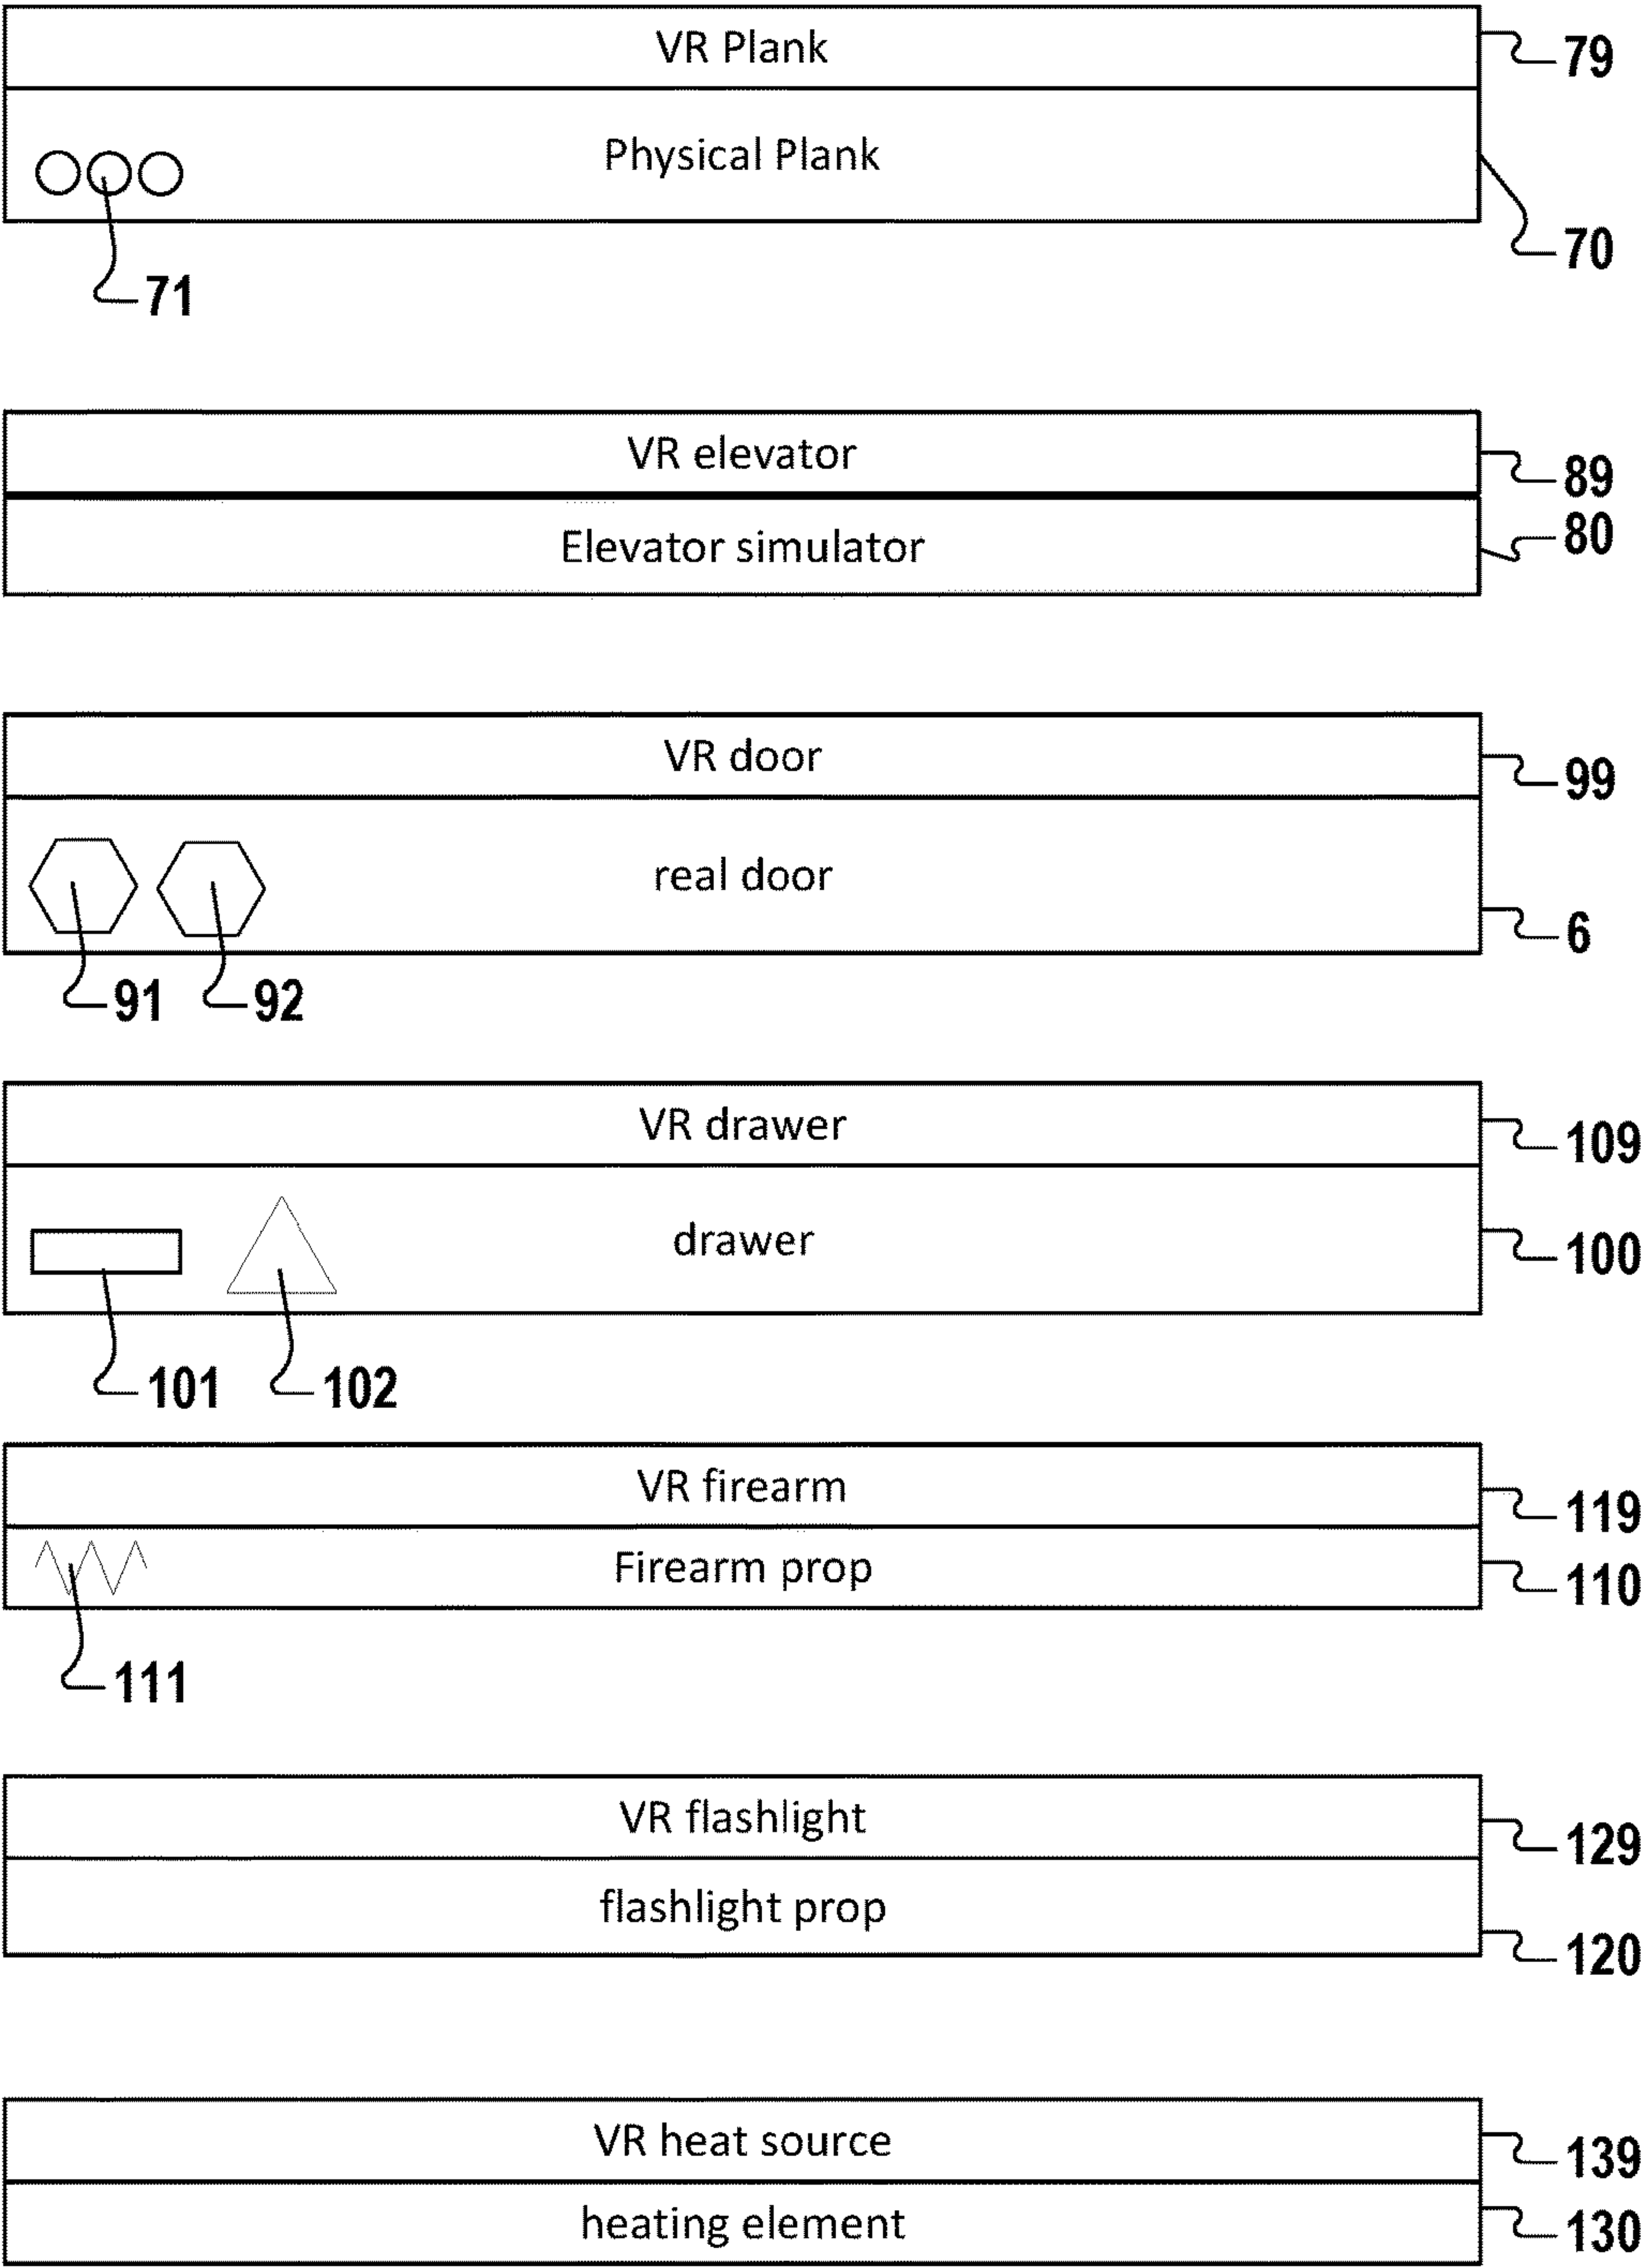 VR Plank
79
Physical Plank
70
71
VR elevator
89
Elevator simulator
80
VR door
99
real door
6
91 92
VR drawer
109
drawer
100
101 102
VR firearm
119
Firearm prop
110
111
VR flashlight
129
flashlight prop
120
VR heat source
139
heating element
130